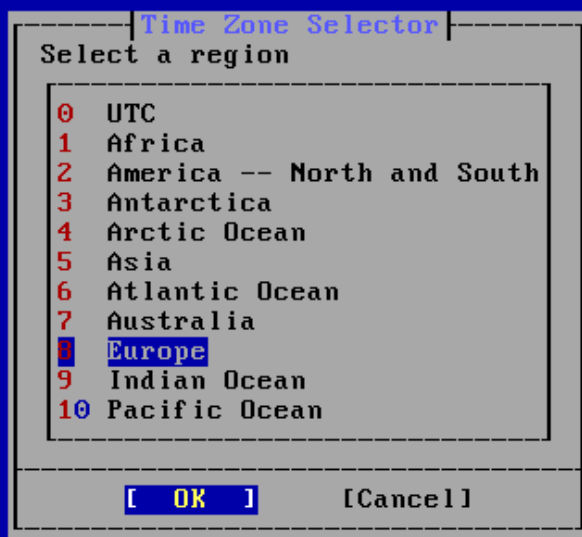 Time Zone Selector
Select a region
0 UTC
1 Africa
2 America -- North and South
3 Antarctica
4 Arctic Ocean
5 Asia
6 Atlantic Ocean
7 Australia
8 Europe
9 Indian Ocean
10 Pacific Ocean
[ OK ] [Cancel]